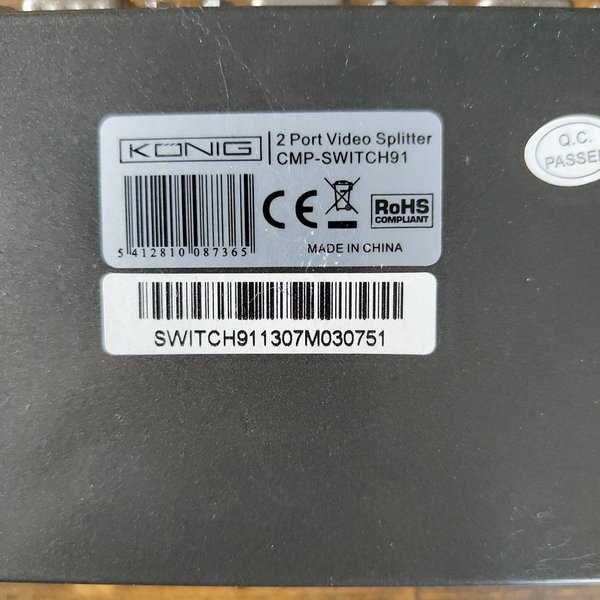 KÖNIG
2 Port Video Splitter
CMP-SWITCH91
5 412810 087365
CE
RoHS
COMPLIANT
MADE IN CHINA
SWITCH911307M030751
Q.C.
PASSED